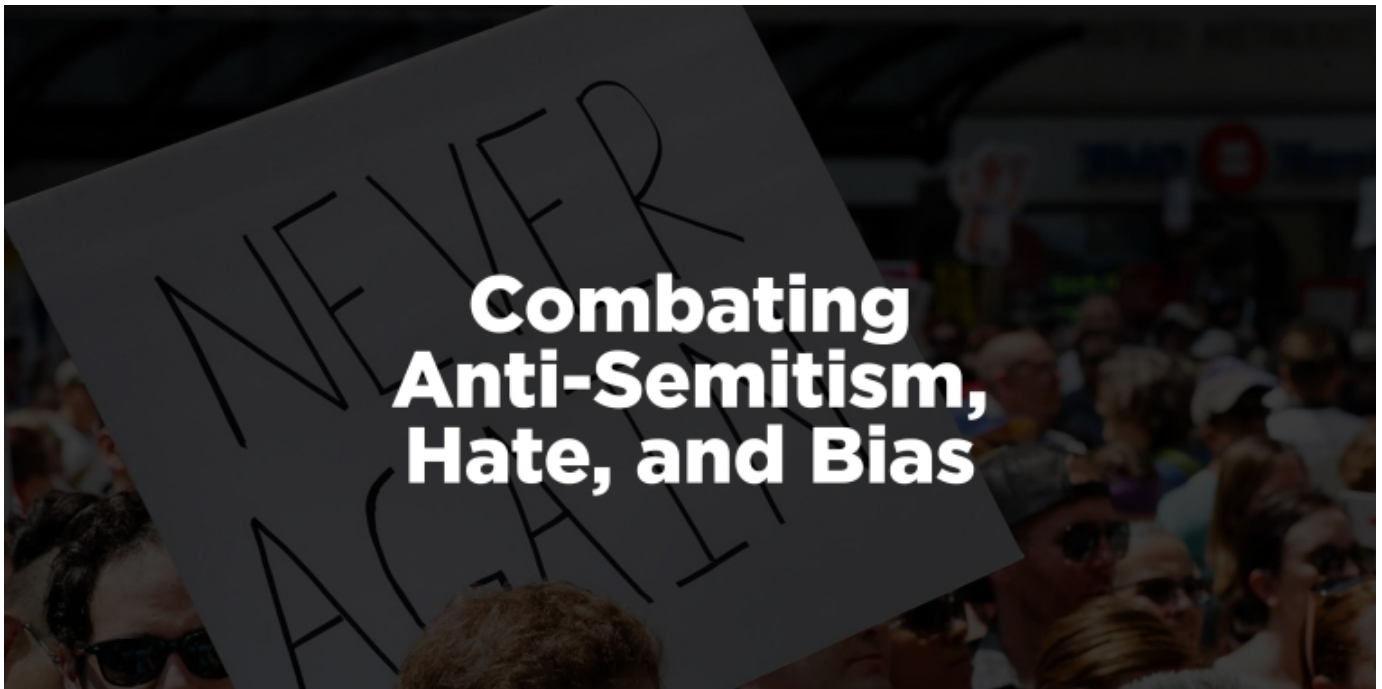 NEVER
AGAIN
Combating
Anti-Semitism,
Hate, and Bias